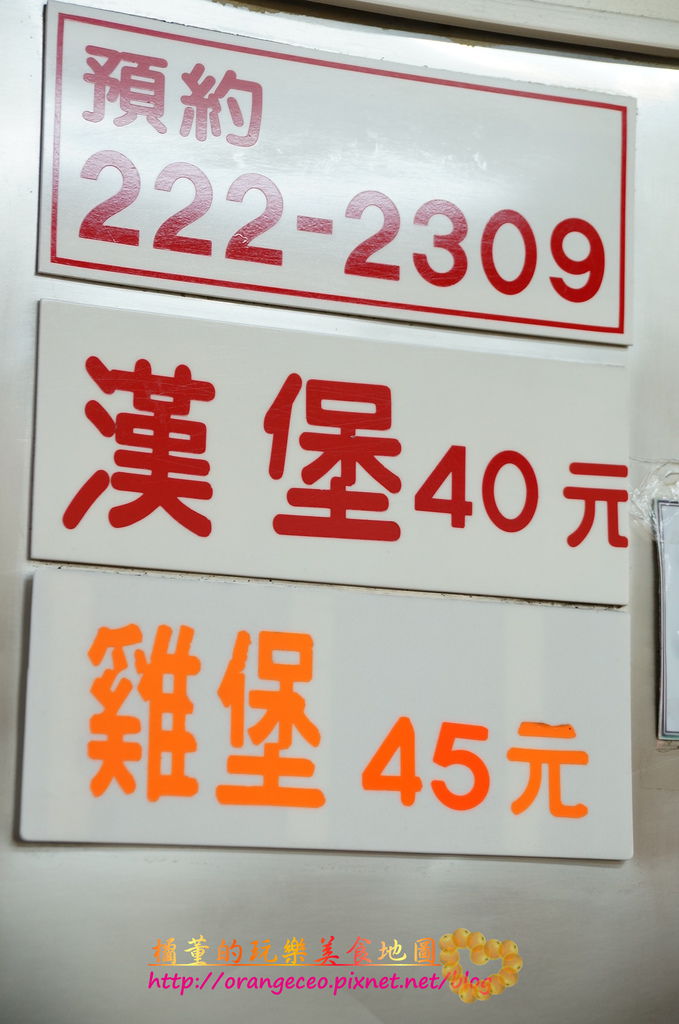 預約
222-2309
漢堡40元
雞堡 45元
橘董的玩樂美食地圖
http://orangeceo.pixnet.net/blog